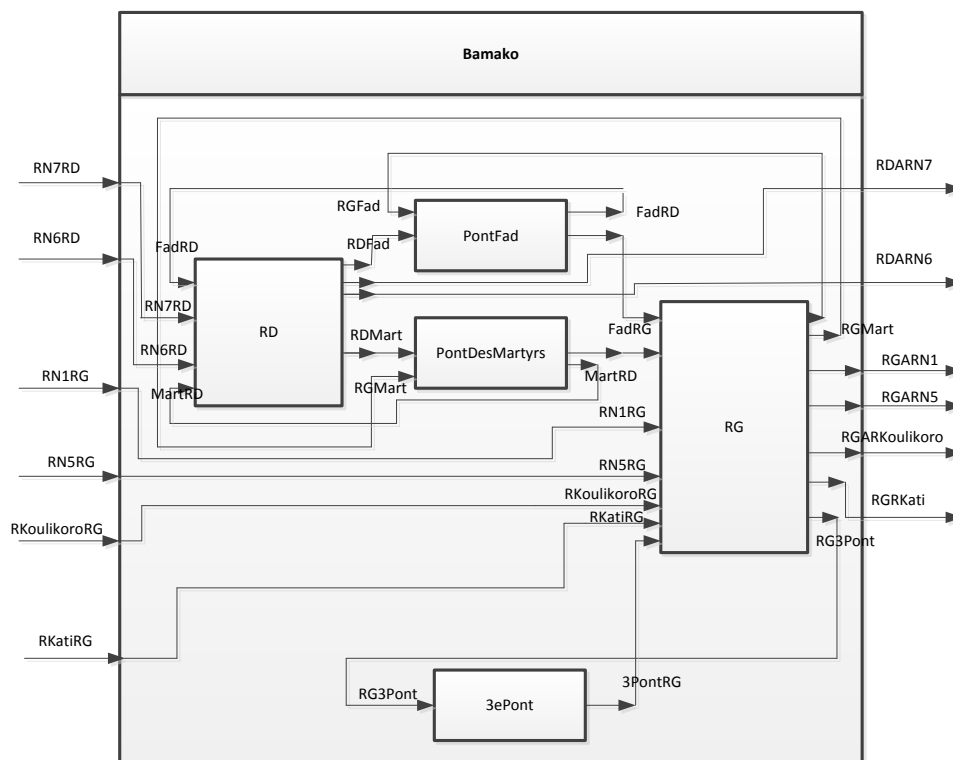 Bamako
RN7RD
RDARN7
RGFad
FadRD
PontFad
RN6RD
FadRD
RDFad
RDARN6
RN7RD
RD
RDMart
FadRG
RGMart
RN6RD
PontDesMartyrs
RGARN1
RN1RG
MartRD
RGMart
MartRD
RGARN5
RN1RG
RG
RGARKoulikoro
RN5RG
RN5RG
RKoulikoroRG
RGRKati
RKoulikoroRG
RKatiRG
RG3Pont
RKatiRG
RG3Pont
3ePont
3PontRG